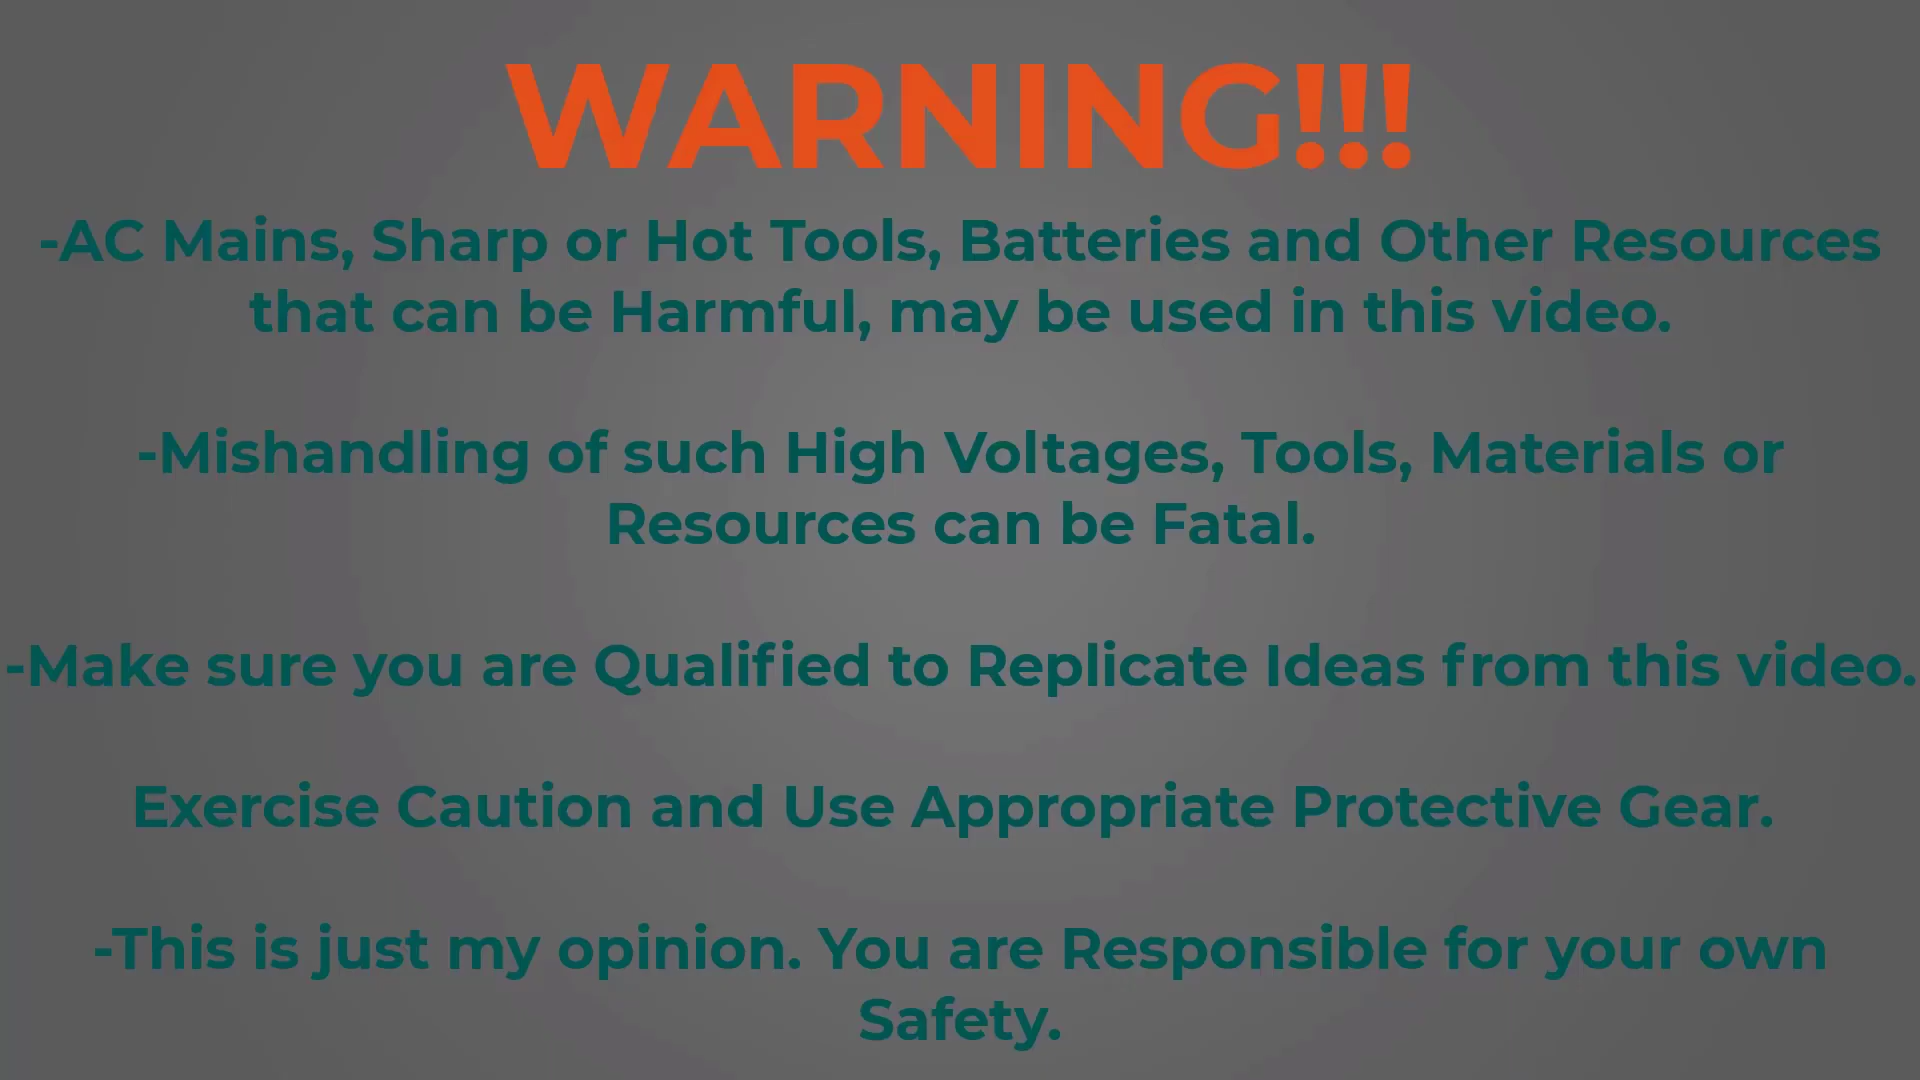 WARNING!!!
-AC Mains, Sharp or Hot Tools, Batteries and Other Resources
that can be Harmful, may be used in this video.
-Mishandling of such High Voltages, Tools, Materials or
Resources can be Fatal.
-Make sure you are Qualified to Replicate Ideas from this video.
Exercise Caution and Use Appropriate Protective Gear.
-This is just my opinion. You are Responsible for your own
Safety.